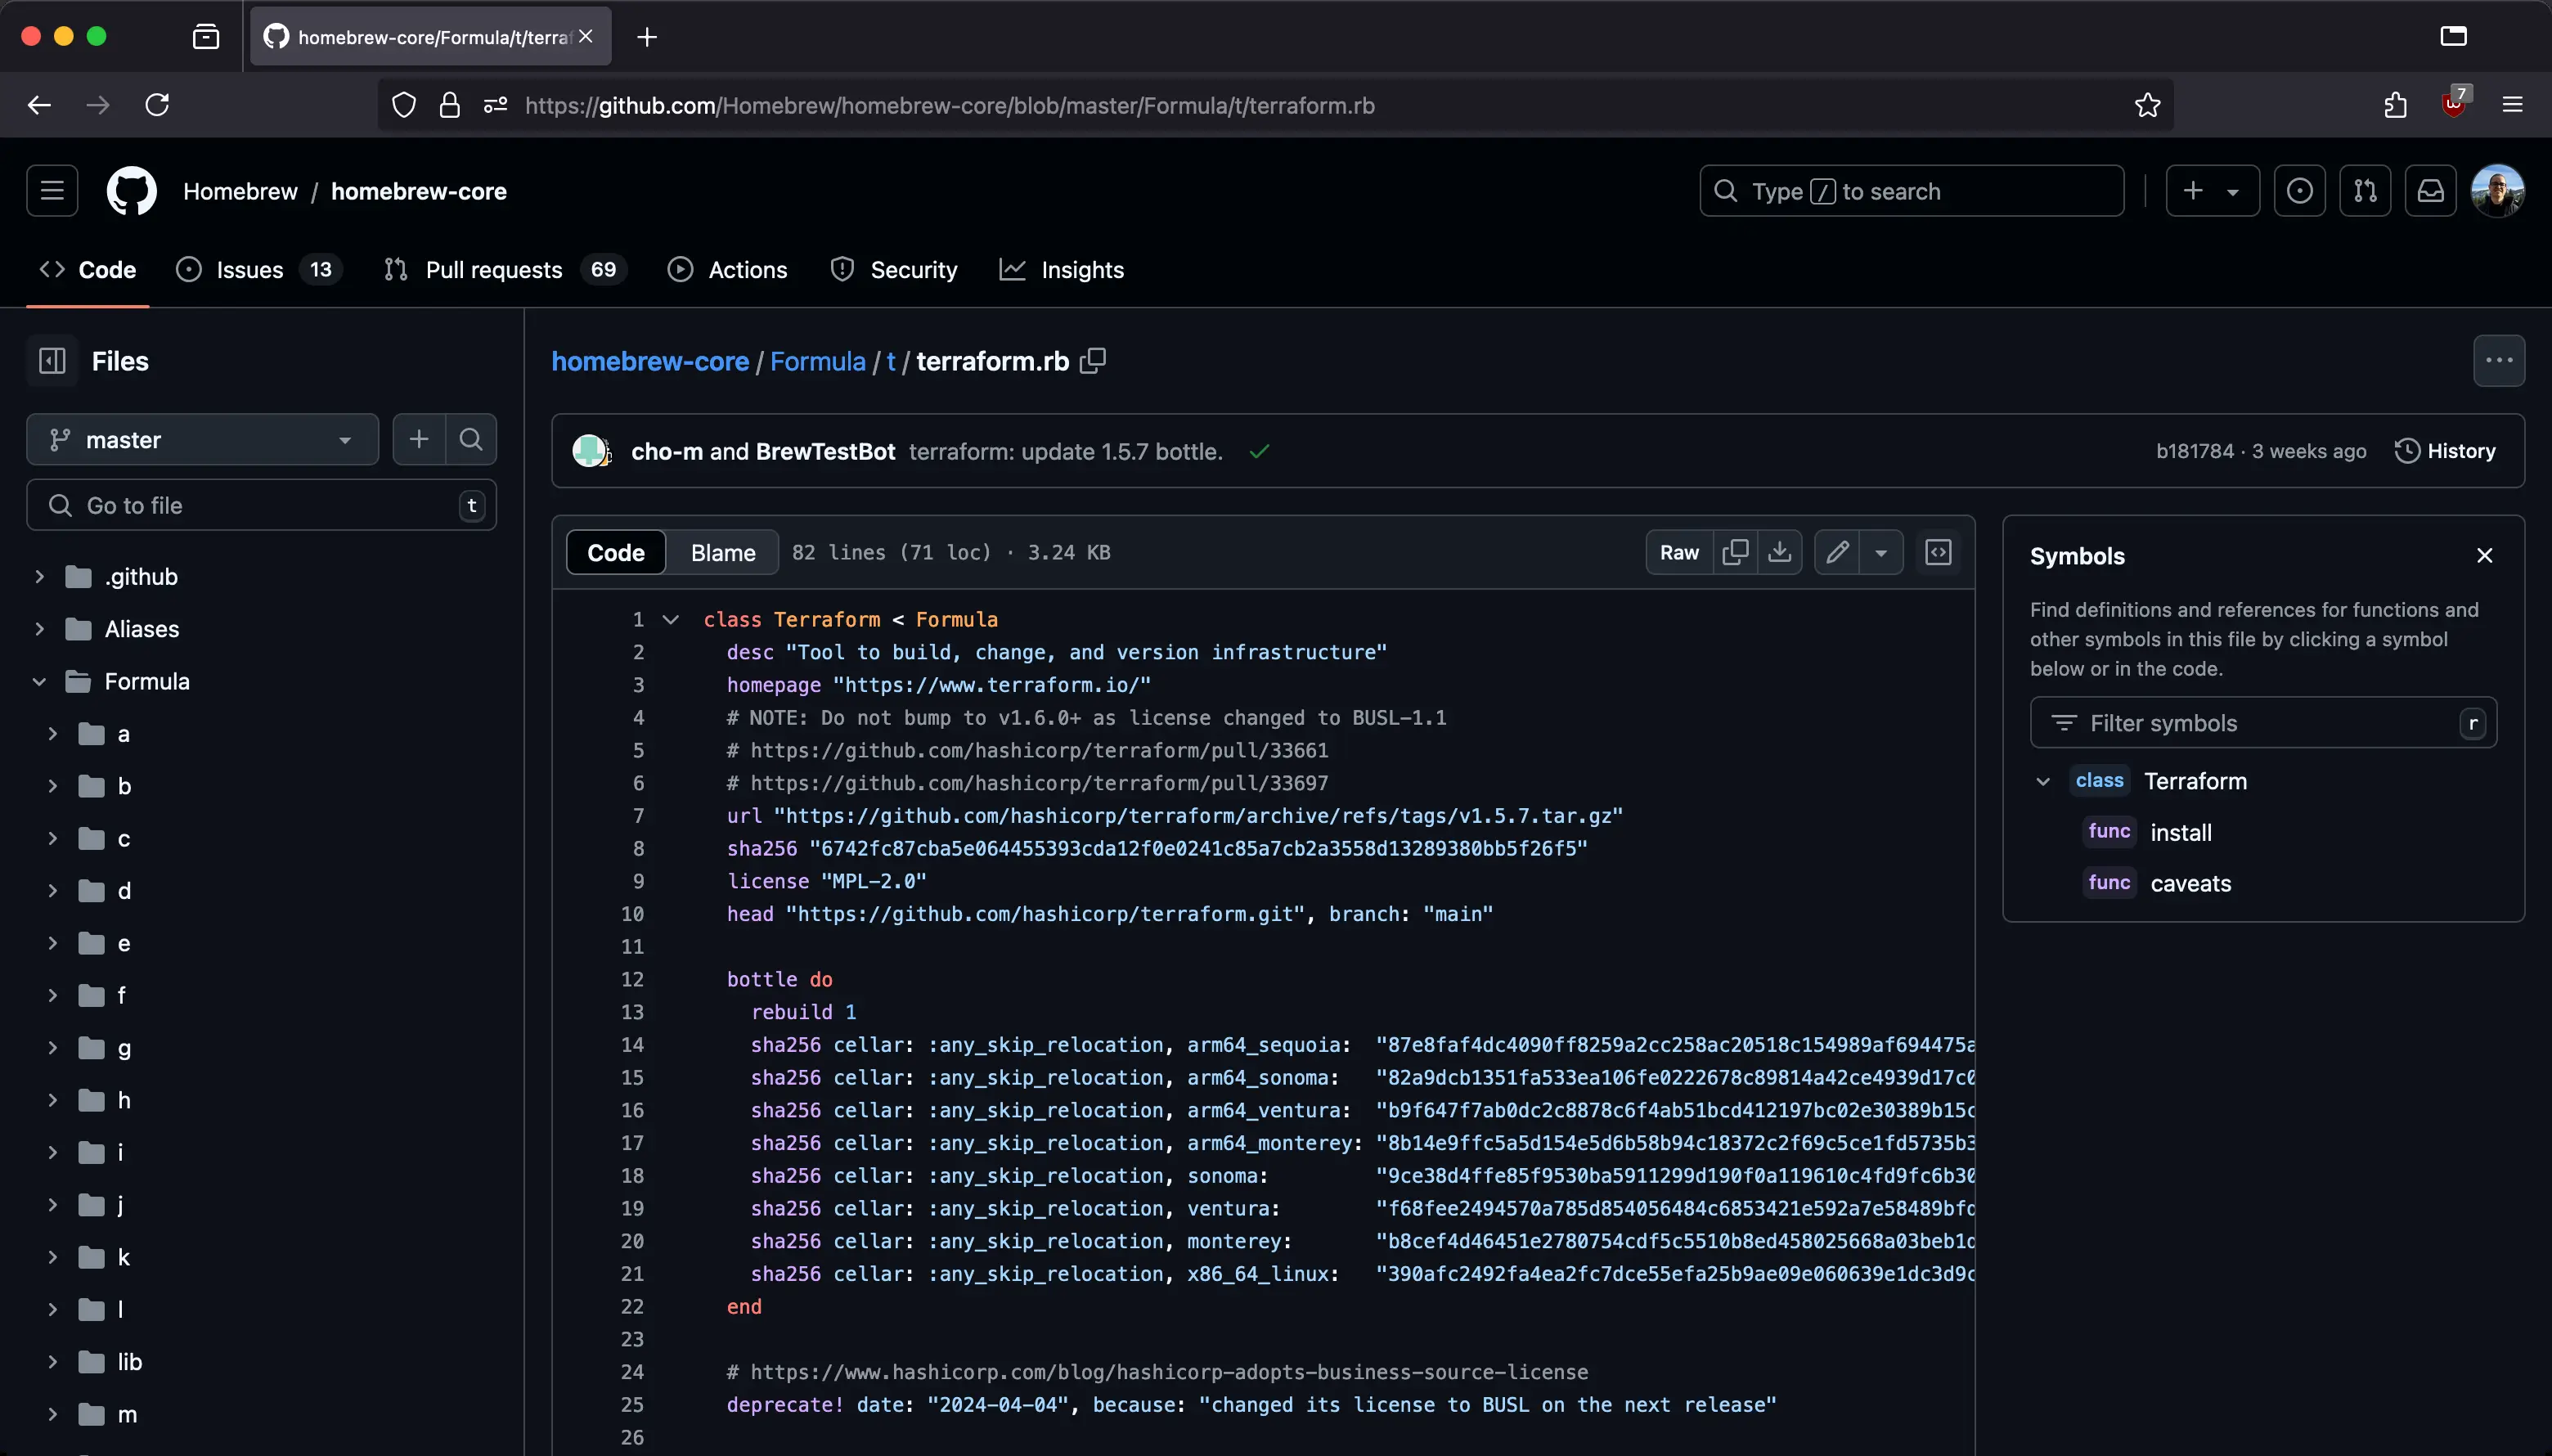 homebrew-core/Formula/t/terraf
https://github.com/Homebrew/homebrew-core/blob/master/Formula/t/terraform.rb
7
Homebrew / homebrew-core
Type / to search
Code
Issues 13
Pull requests 69
Actions
Security
Insights
Files
master
Go to file
t
.github
Aliases
Formula
a
b
c
d
e
f
g
h
i
j
k
l
lib
m
homebrew-core / Formula / t / terraform.rb
cho-m and BrewTestBot terraform: update 1.5.7 bottle.
b181784 · 3 weeks ago
History
Code
Blame
82 lines (71 loc) · 3.24 KB
Raw
1 class Terraform < Formula
2 desc "Tool to build, change, and version infrastructure"
3 homepage "https://www.terraform.io/"
4 # NOTE: Do not bump to v1.6.0+ as license changed to BUSL-1.1
5 # https://github.com/hashicorp/terraform/pull/33661
6 # https://github.com/hashicorp/terraform/pull/33697
7 url "https://github.com/hashicorp/terraform/archive/refs/tags/v1.5.7.tar.gz"
8 sha256 "6742fc87cba5e064455393cda12f0e0241c85a7cb2a3558d13289380bb5f26f5"
9 license "MPL-2.0"
10 head "https://github.com/hashicorp/terraform.git", branch: "main"
11
12 bottle do
13 rebuild 1
14 sha256 cellar: :any_skip_relocation, arm64_sequoia: "87e8faf4dc4090ff8259a2cc258ac20518c154989af694475a
15 sha256 cellar: :any_skip_relocation, arm64_sonoma: "82a9dcb1351fa533ea106fe0222678c89814a42ce4939d17c0
16 sha256 cellar: :any_skip_relocation, arm64_ventura: "b9f647f7ab0dc2c8878c6f4ab51bcd412197bc02e30389b15c
17 sha256 cellar: :any_skip_relocation, arm64_monterey: "8b14e9ffc5a5d154e5d6b58b94c18372c2f69c5ce1fd5735b3
18 sha256 cellar: :any_skip_relocation, sonoma: "9ce38d4ffe85f9530ba5911299d190f0a119610c4fd9fc6b30
19 sha256 cellar: :any_skip_relocation, ventura: "f68fee2494570a785d854056484c6853421e592a7e58489bfc
20 sha256 cellar: :any_skip_relocation, monterey: "b8cef4d46451e2780754cdf5c5510b8ed458025668a03beb1d
21 sha256 cellar: :any_skip_relocation, x86_64_linux: "390afc2492fa4ea2fc7dce55efa25b9ae09e060639e1dc3d9c
22 end
23
24 # https://www.hashicorp.com/blog/hashicorp-adopts-business-source-license
25 deprecate! date: "2024-04-04", because: "changed its license to BUSL on the next release"
26
Symbols
Find definitions and references for functions and
other symbols in this file by clicking a symbol
below or in the code.
Filter symbols
r
class Terraform
func install
func caveats